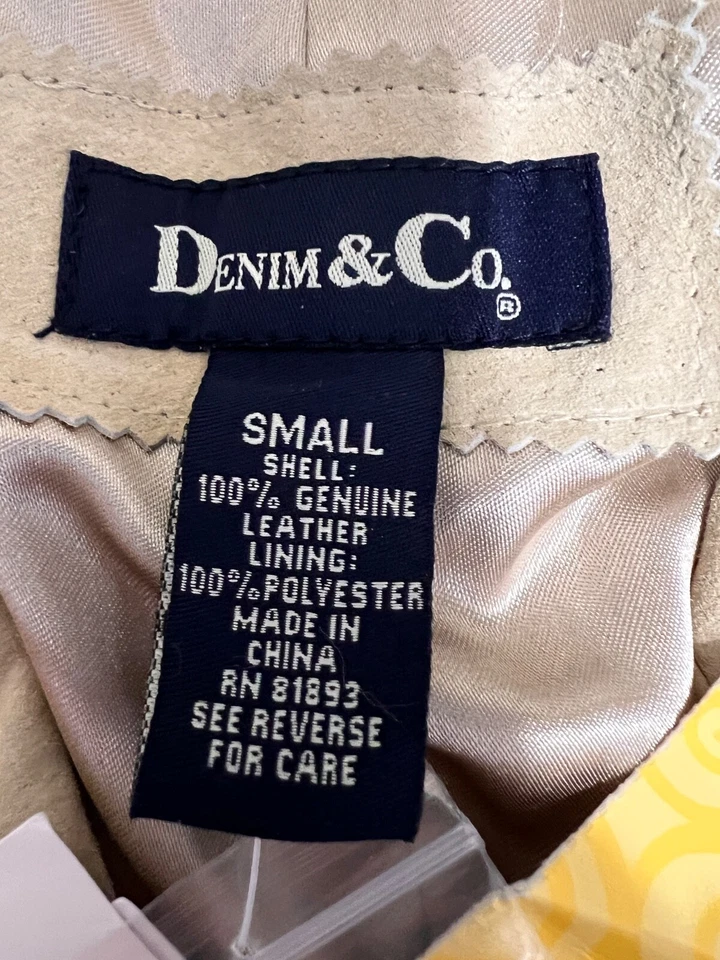 DENIM & CO.®
SMALL
SHELL:
100% GENUINE
LEATHER
LINING:
100% POLYESTER
MADE IN
CHINA
RN 81893
SEE REVERSE
FOR CARE